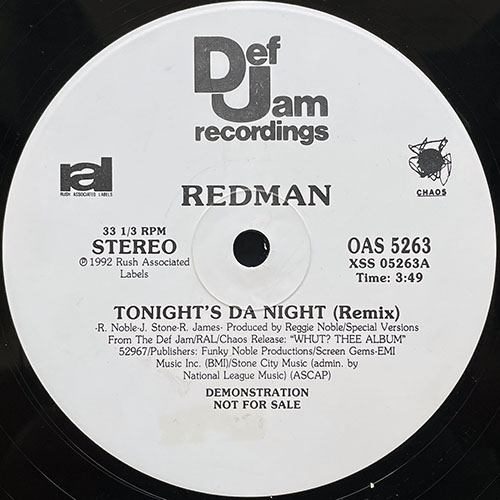 Def
Jam
recordings
ral
RUSH ASSOCIATED LABELS
CHAOS
REDMAN
33 1/3 RPM
STEREO
℗ 1992 Rush Associated
Labels
OAS 5263
XSS 05263A
Time: 3:49
TONIGHT'S DA NIGHT (Remix)
-R. Noble-J. Stone-R. James- Produced by Reggie Noble/Special Versions
From The Def Jam/RAL/Chaos Release: "WHUT? THEE ALBUM"
52967/Publishers: Funky Noble Productions/Screen Gems-EMI
Music Inc. (BMI)/Stone City Music (admin. by
National League Music) (ASCAP)
DEMONSTRATION
NOT FOR SALE